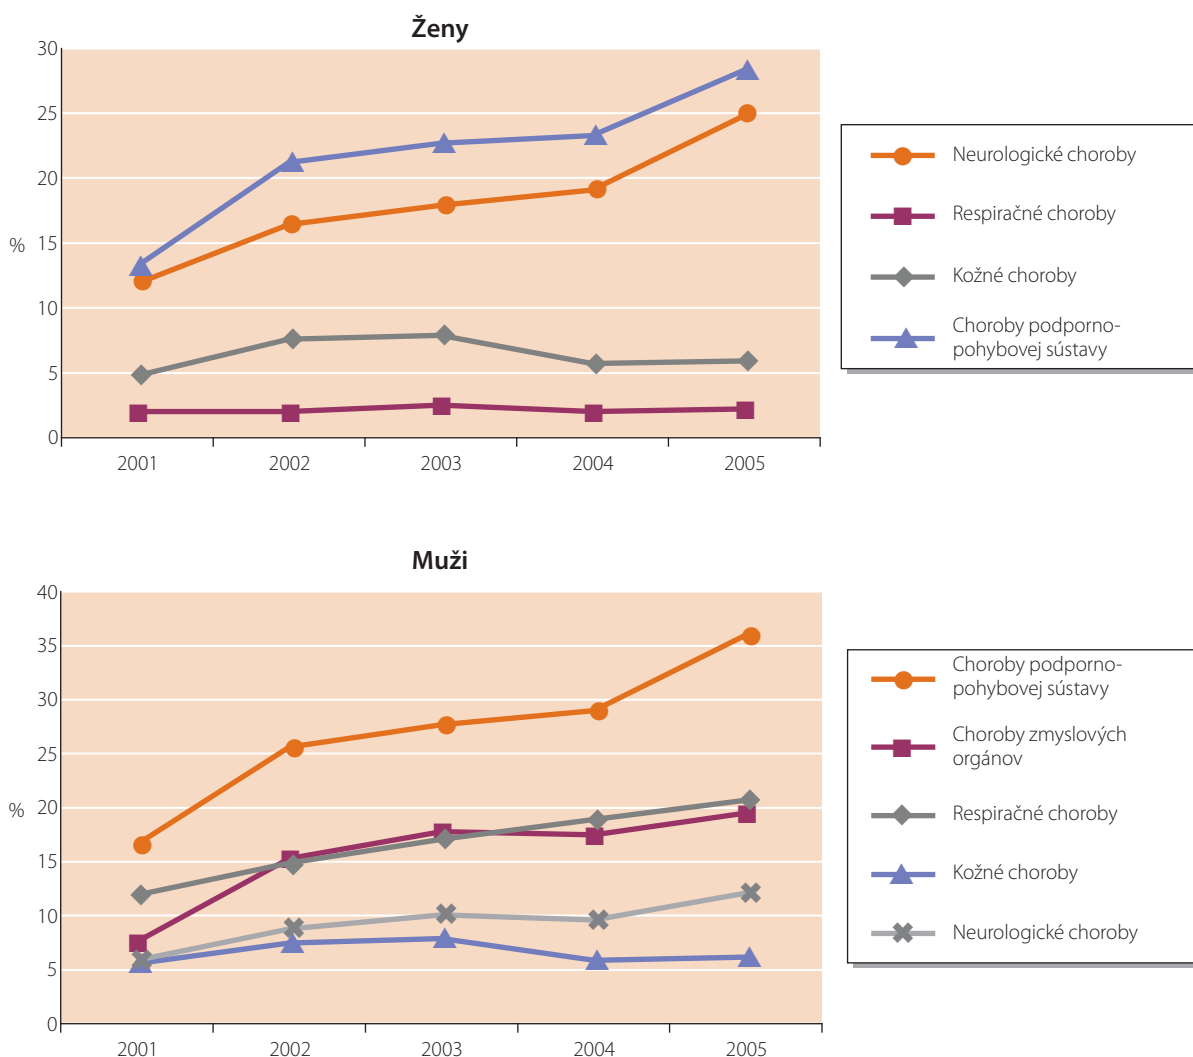 Ženy
30
25
20
15
%
10
5
0
2001 2002 2003 2004 2005
Neurologické choroby
Respiračné choroby
Kožné choroby
Choroby podporno-
pohybovej sústavy
Muži
40
35
30
25
%
20
15
10
5
0
2001 2002 2003 2004 2005
Choroby podporno-
pohybovej sústavy
Choroby zmyslových
orgánov
Respiračné choroby
Kožné choroby
Neurologické choroby